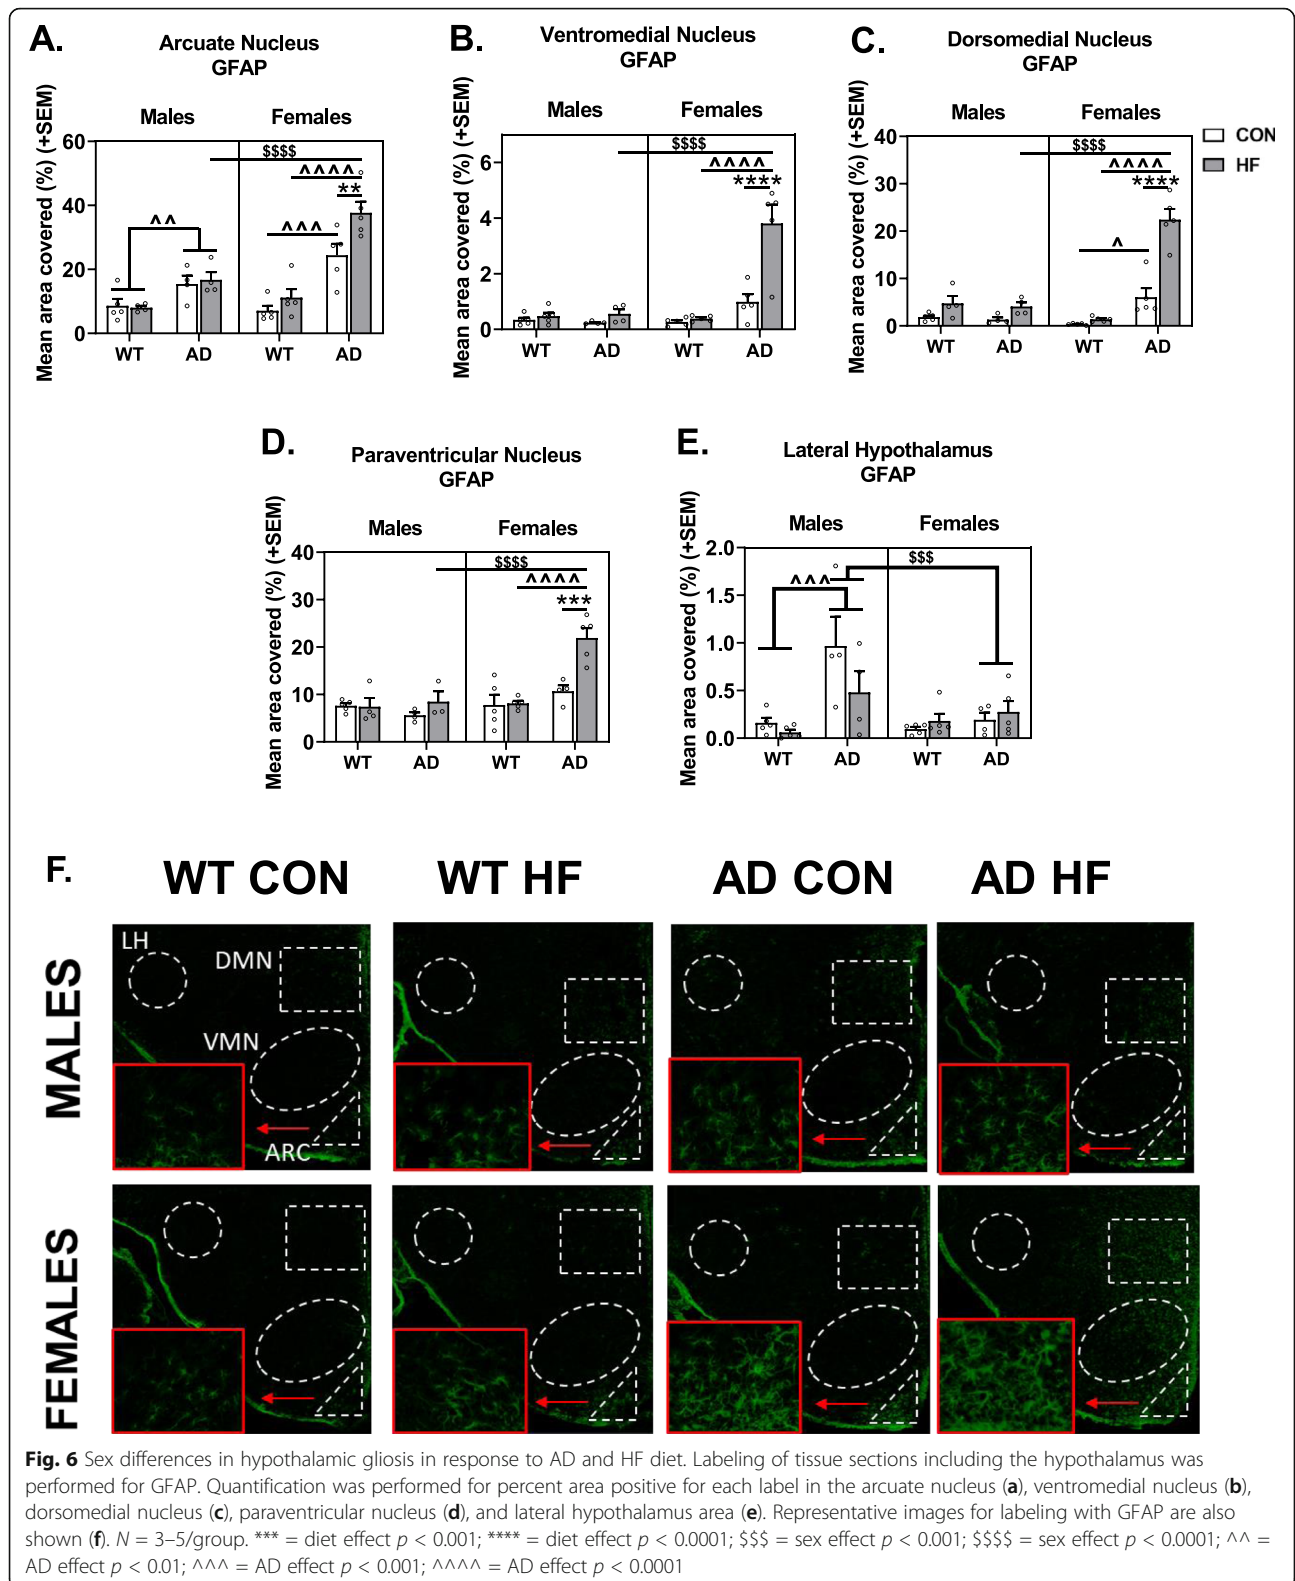 A.
Arcuate Nucleus
GFAP
Males Females
Mean area covered (%) (+SEM)
60
40
20
0
$$$$
^^^^
**
^^
^^^
WT AD WT AD
B.
Ventromedial Nucleus
GFAP
Males Females
Mean area covered (%) (+SEM)
6
4
2
0
$$$$
^^^^
****
WT AD WT AD
C.
Dorsomedial Nucleus
GFAP
Males Females
Mean area covered (%) (+SEM)
40
30
20
10
0
$$$$
^^^^
****
^
WT AD WT AD
CON
HF
D.
Paraventricular Nucleus
GFAP
Males Females
Mean area covered (%) (+SEM)
40
30
20
10
0
$$$$
^^^^
***
WT AD WT AD
E.
Lateral Hypothalamus
GFAP
Males Females
Mean area covered (%) (+SEM)
2.0
1.5
1.0
0.5
0.0
$$$
^^^
WT AD WT AD
F.
WT CON WT HF AD CON AD HF
MALES
LH
DMN
VMN
ARC
FEMALES
Fig. 6 Sex differences in hypothalamic gliosis in response to AD and HF diet. Labeling of tissue sections including the hypothalamus was
performed for GFAP. Quantification was performed for percent area positive for each label in the arcuate nucleus (a), ventromedial nucleus (b),
dorsomedial nucleus (c), paraventricular nucleus (d), and lateral hypothalamus area (e). Representative images for labeling with GFAP are also
shown (f). N = 3–5/group. *** = diet effect p < 0.001; **** = diet effect p < 0.0001; $$$ = sex effect p < 0.001; $$$$ = sex effect p < 0.0001; ^^ =
AD effect p < 0.01; ^^^ = AD effect p < 0.001; ^^^^ = AD effect p < 0.0001